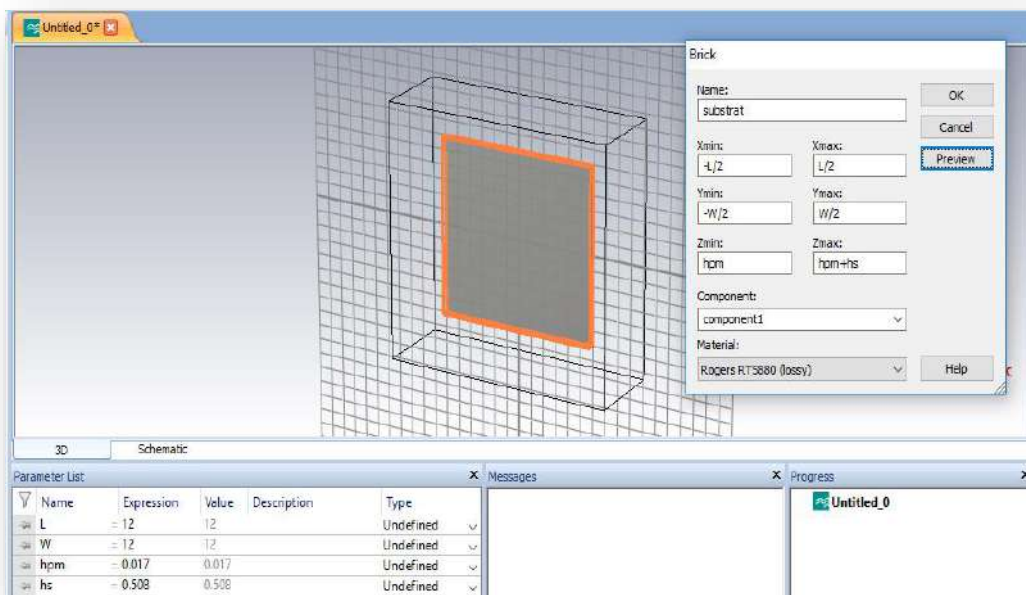 Untitled_0*
Brick
Name:
substrat
OK
Cancel
Xmin:
Xmax:
Preview
-L/2
L/2
Ymin:
Ymax:
-W/2
W/2
Zmin:
Zmax:
hpm
hpm+hs
Component:
component1
Material:
Rogers RT5880 (lossy)
Help
3D
Schematic
Parameter List
Messages
Progress
Name Expression Value Description Type
Untitled_0
L = 12 12 Undefined
W = 12 12 Undefined
hpm = 0.017 0.017 Undefined
hs = 0.508 0.508 Undefined